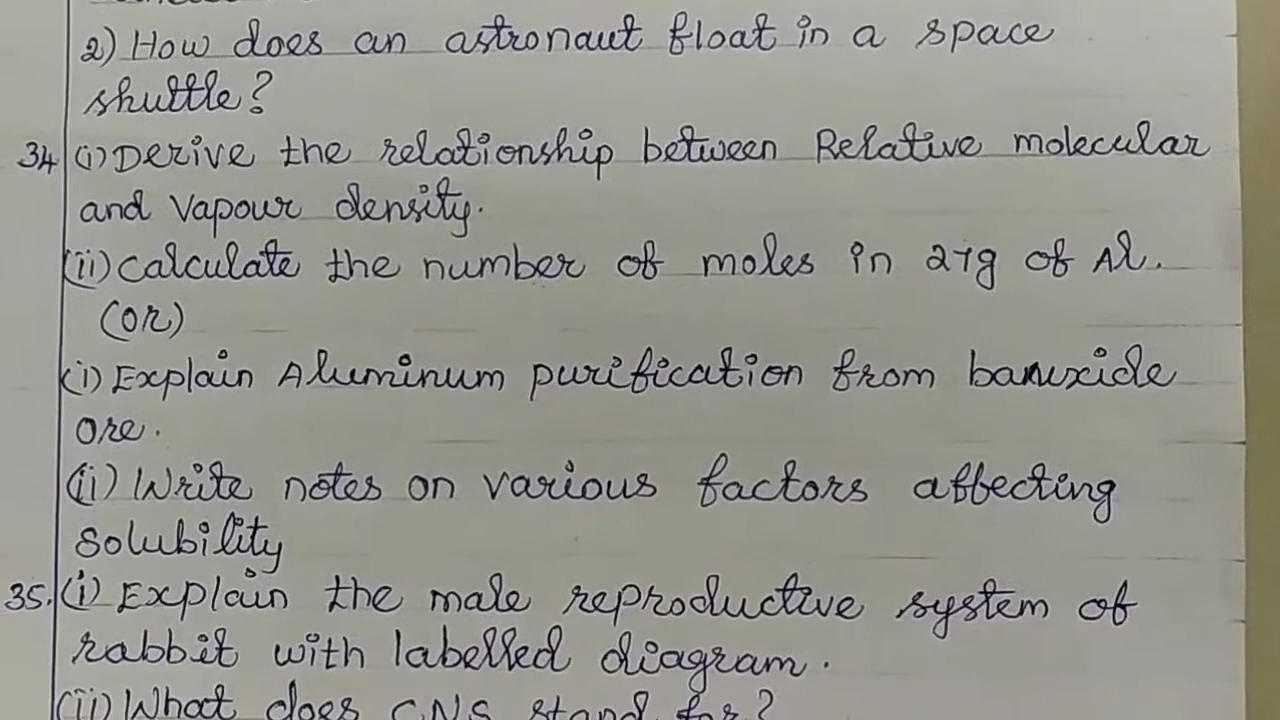 2) How does an astronaut float in a space
shuttle?
34 (i) Derive the relationship between Relative molecular
and Vapour density.
(ii) Calculate the number of moles in 27g of Al.
(or)
(i) Explain Aluminum purification from bauxide
ore.
(ii) Write notes on various factors affecting
solubility
35. (i) Explain the male reproductive system of
rabbit with labelled diagram.
(ii) What does CNS stand for?